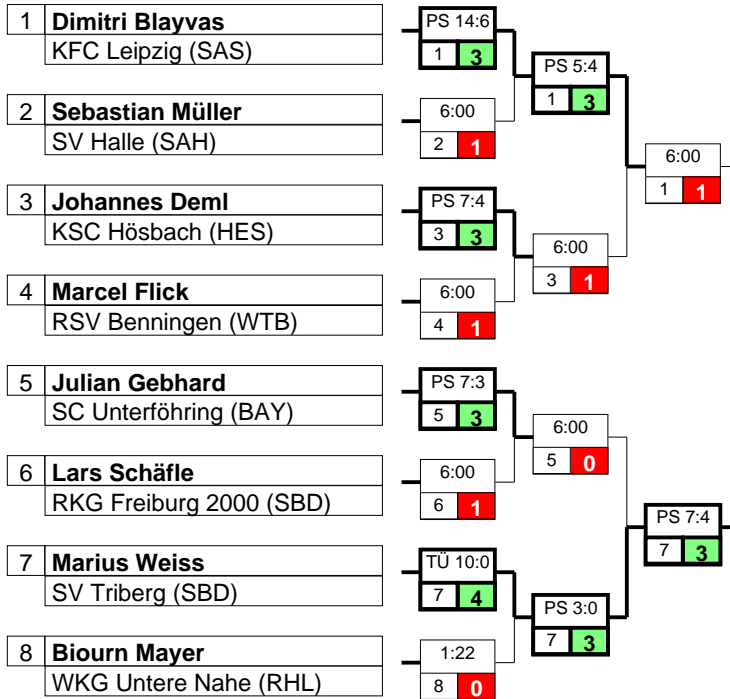 1 Dimitri Blayvas
KFC Leipzig (SAS)
PS 14:6
1 3
PS 5:4
1 3
2 Sebastian Müller
SV Halle (SAH)
6:00
2 1
6:00
1 1
3 Johannes Deml
KSC Hösbach (HES)
PS 7:4
3 3
6:00
3 1
4 Marcel Flick
RSV Benningen (WTB)
6:00
4 1
5 Julian Gebhard
SC Unterföhring (BAY)
PS 7:3
5 3
6:00
5 0
6 Lars Schäfle
RKG Freiburg 2000 (SBD)
6:00
6 1
PS 7:4
7 3
7 Marius Weiss
SV Triberg (SBD)
TÜ 10:0
7 4
PS 3:0
7 3
8 Biourn Mayer
WKG Untere Nahe (RHL)
1:22
8 0